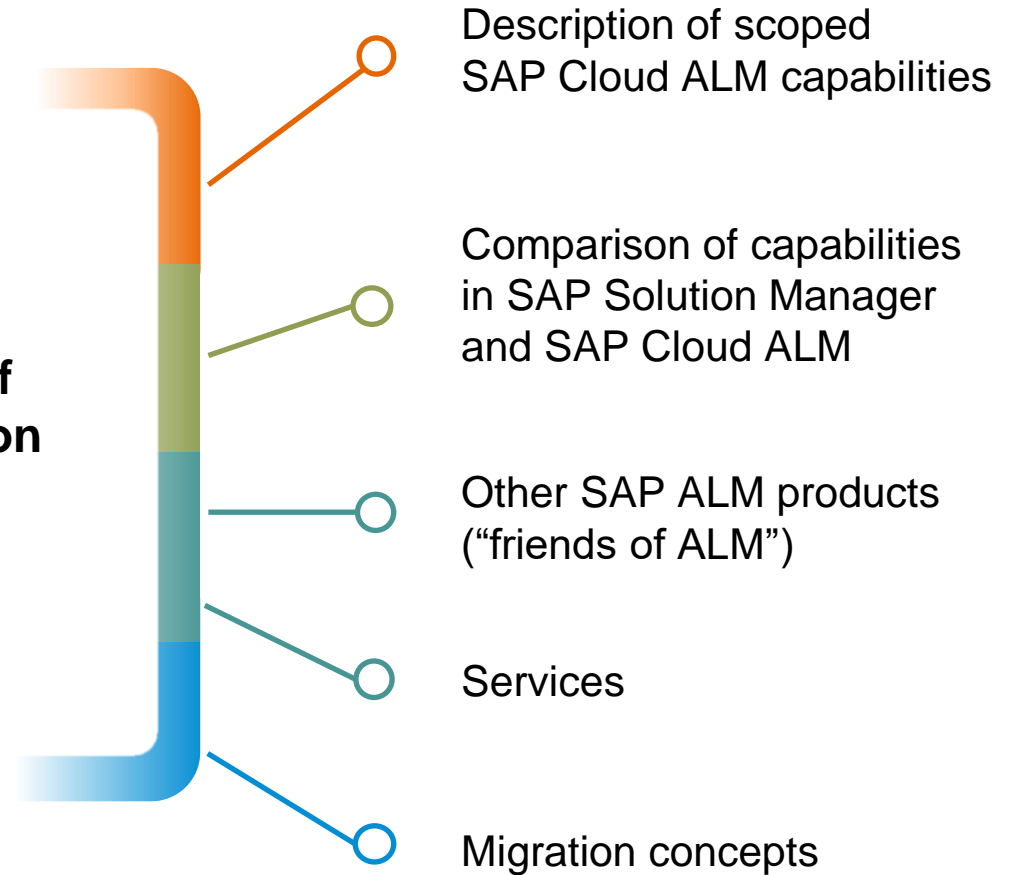 Description of scoped
SAP Cloud ALM capabilities
Comparison of capabilities
in SAP Solution Manager
and SAP Cloud ALM
Other SAP ALM products
(“friends of ALM”)
Services
Migration concepts